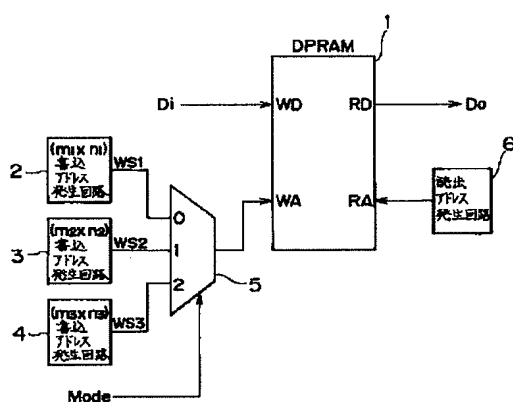 1
DPRAM
Di
WD
RD
Do
6
(m1×n1)
書込
アドレス
発生回路
2
WS1
WA
RA
読出
アドレス
発生回路
0
(m2×n2)
書込
アドレス
発生回路
3
WS2
1
5
2
(m3×n3)
書込
アドレス
発生回路
4
WS3
Mode